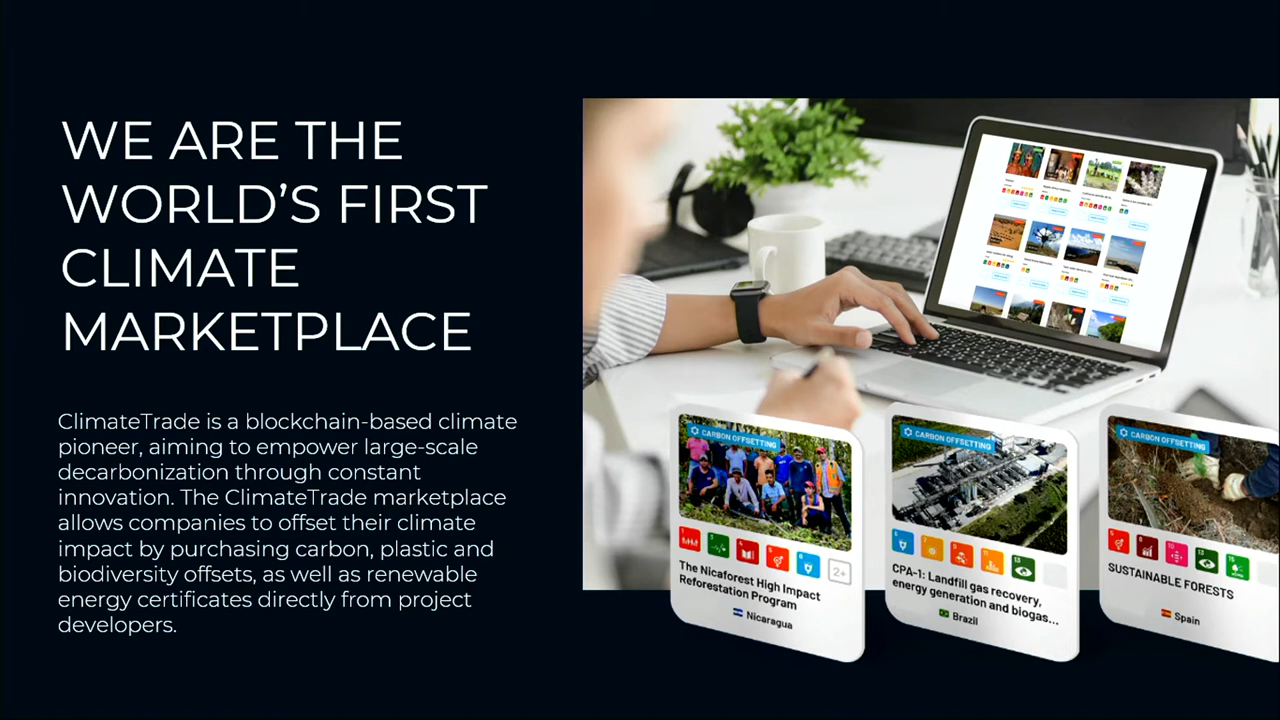 WE ARE THE
WORLD'S FIRST
CLIMATE
MARKETPLACE
ClimateTrade is a blockchain-based climate
pioneer, aiming to empower large-scale
decarbonization through constant
innovation. The ClimateTrade marketplace
allows companies to offset their climate
impact by purchasing carbon, plastic and
biodiversity offsets, as well as renewable
energy certificates directly from project
developers.
CARBON OFFSETTING
2+
The Nicaforest High Impact
Reforestation Program
Nicaragua
CARBON OFFSETTING
CPA-1: Landfill gas recovery,
energy generation and biogas...
Brazil
CARBON OFFSETTING
SUSTAINABLE FORESTS
Spain